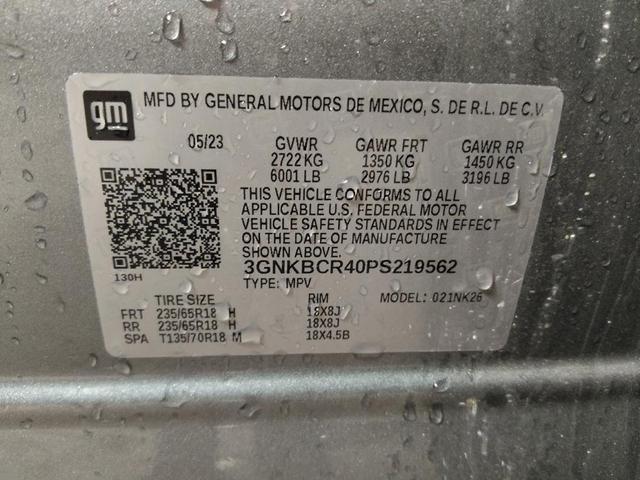 gm
MFD BY GENERAL MOTORS DE MEXICO, S. DE R.L. DE C.V.
05/23 GVWR GAWR FRT GAWR RR
2722 KG 1350 KG 1450 KG
6001 LB 2976 LB 3196 LB
THIS VEHICLE CONFORMS TO ALL
APPLICABLE U.S. FEDERAL MOTOR
VEHICLE SAFETY STANDARDS IN EFFECT
ON THE DATE OF MANUFACTURE
SHOWN ABOVE.
130H 3GNKBCR40PS219562
TYPE: MPV MODEL: 021NK26
TIRE SIZE RIM
FRT 235/65R18 H 18X8J
RR 235/65R18 H 18X8J
SPA T135/70R18 M 18X4.5B